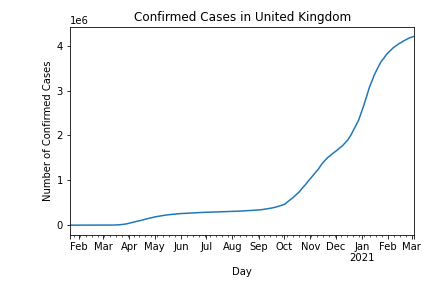 Confirmed Cases in United Kingdom
1e6
Number of Confirmed Cases
4
3
2
1
0
Feb Mar Apr May Jun Jul Aug Sep Oct Nov Dec Jan Feb Mar
2021
Day